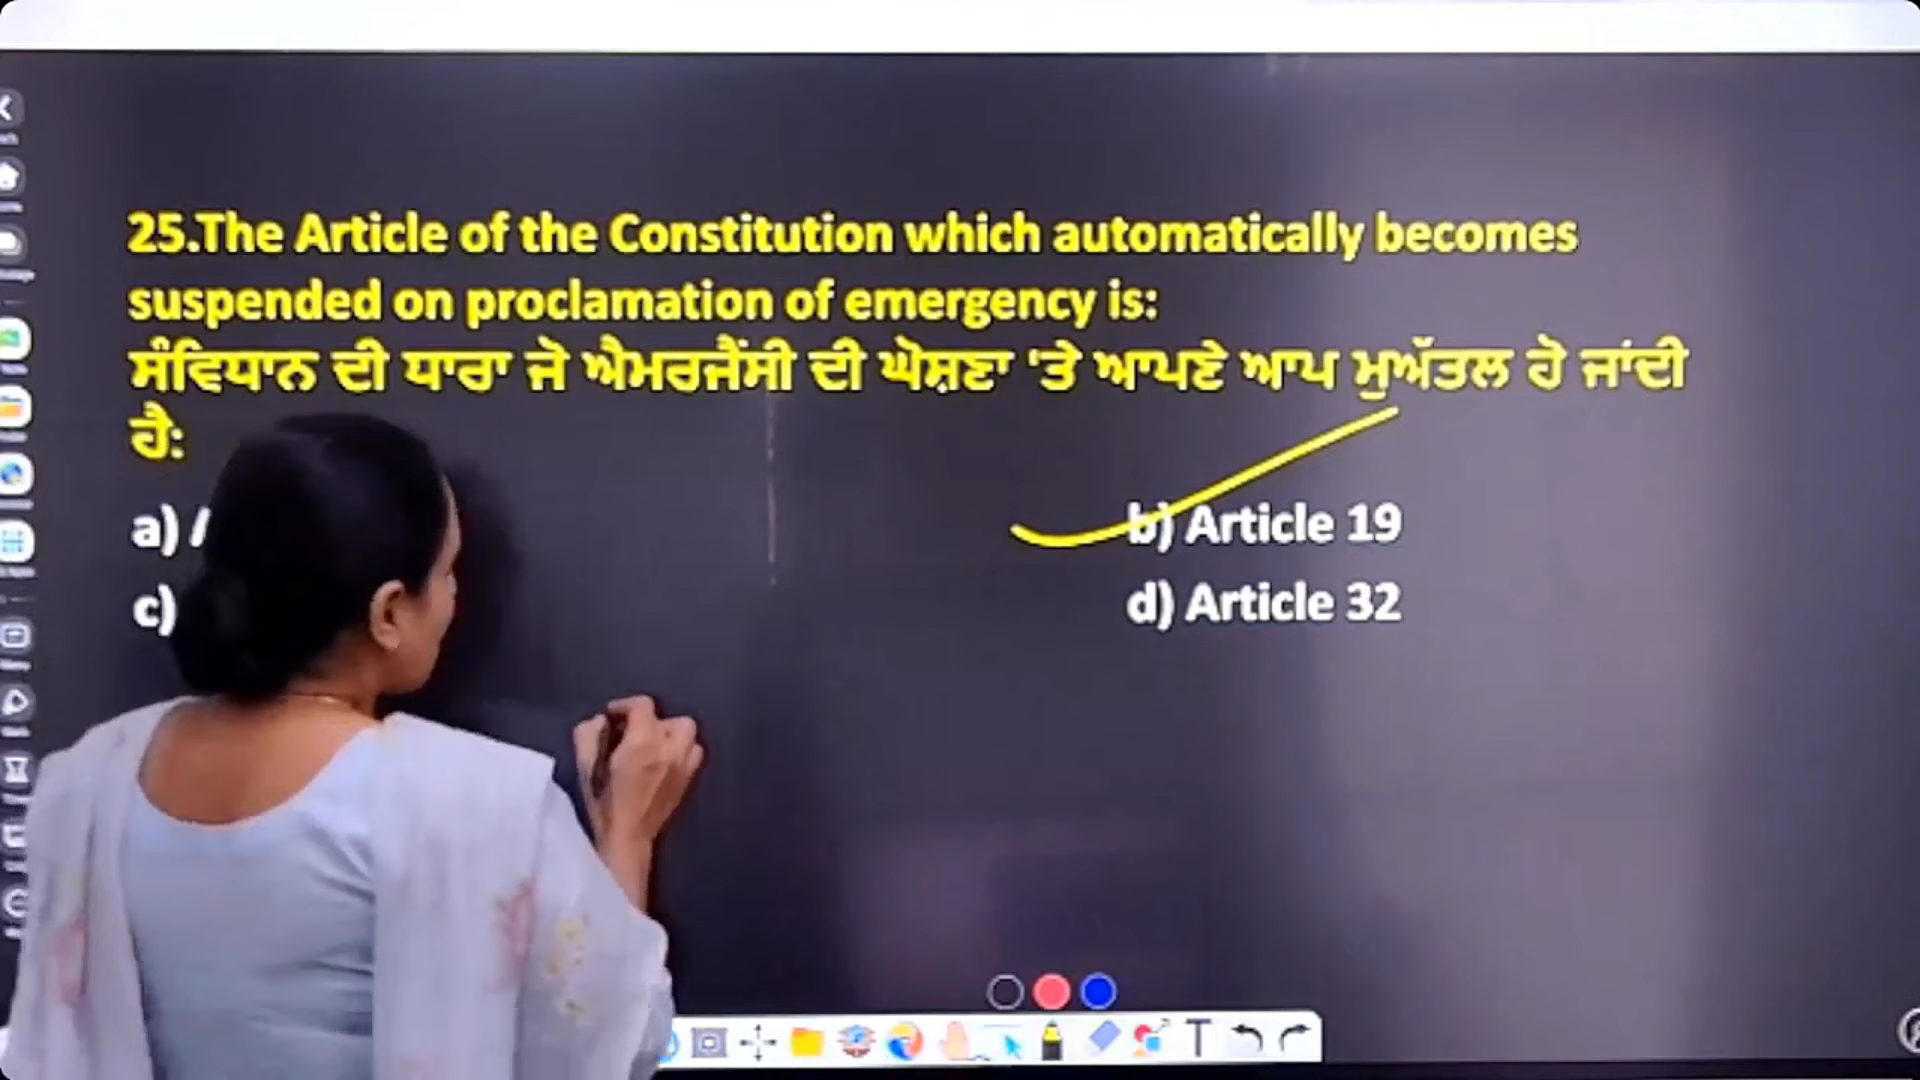 25.The Article of the Constitution which automatically becomes
suspended on proclamation of emergency is:
ਸੰਵਿਧਾਨ ਦੀ ਧਾਰਾ ਜੋ ਐਮਰਜੈਂਸੀ ਦੀ ਘੋਸ਼ਣਾ 'ਤੇ ਆਪਣੇ ਆਪ ਮੁਅੱਤਲ ਹੋ ਜਾਂਦੀ
ਹੈ:
a)
b) Article 19
c)
d) Article 32